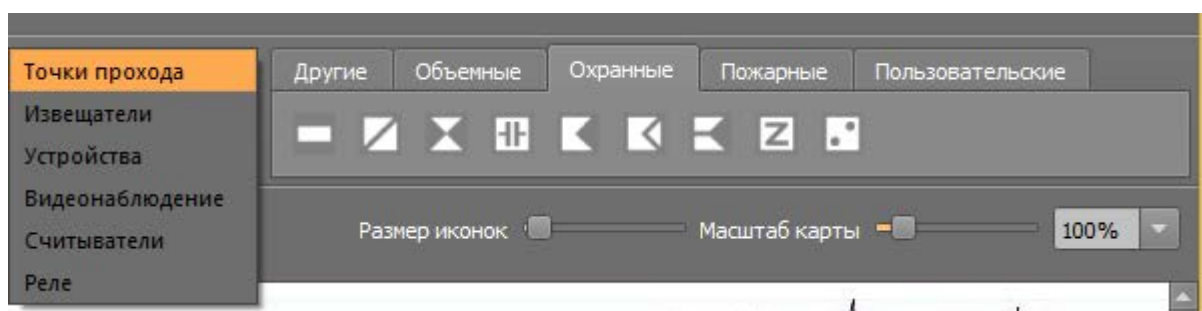 Точки прохода
Извещатели
Устройства
Видеонаблюдение
Считыватели
Реле
Другие Объемные Охранные Пожарные Пользовательские
Размер иконок Масштаб карты 100%